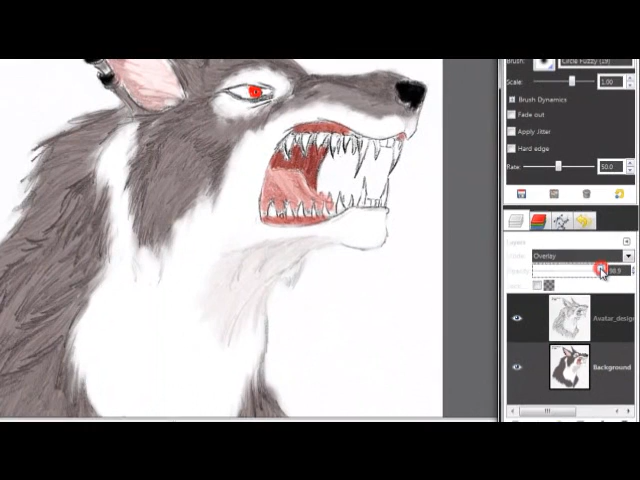 Brush:
Circle Fuzzy (19)
Scale:
1.00
Brush Dynamics
Fade out
Apply Jitter
Hard edge
Rate:
50.0
Layers
Mode:
Overlay
Opacity:
Lock:
Avatar_design
Background